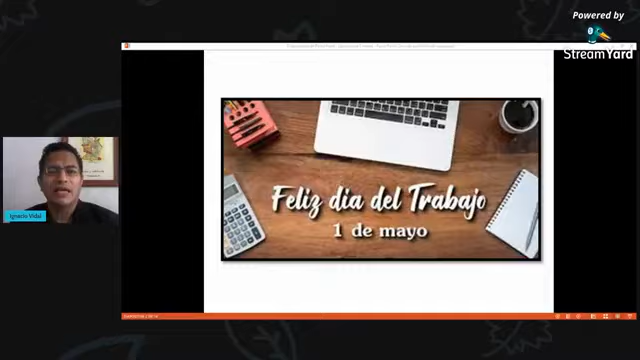 Powered by
StreamYard
Feliz día del Trabajo
1 de mayo
Ignacio Vidal